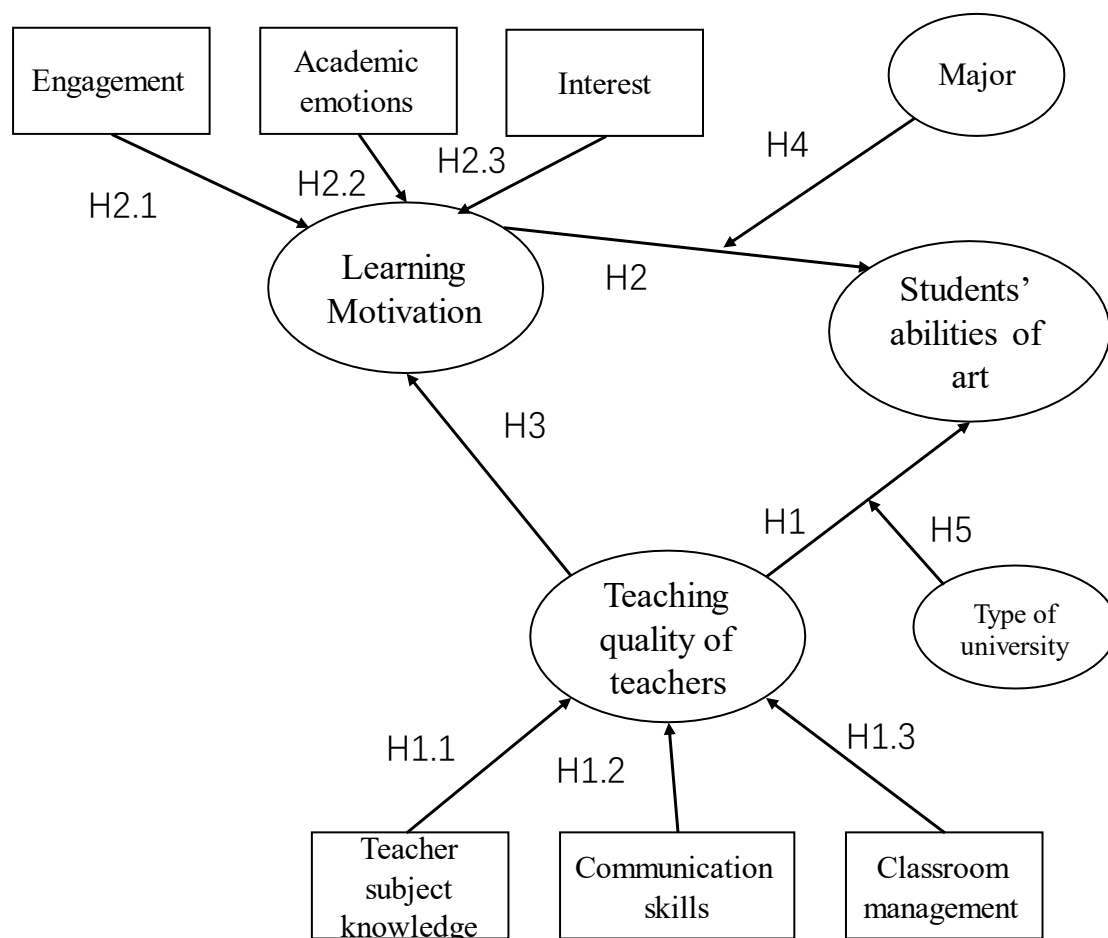 Engagement
Academic
emotions
Interest
Major
H2.1
H2.2
H2.3
H4
Learning
Motivation
H2
Students’
abilities of
art
H3
H1
H5
Teaching
quality of
teachers
Type of
university
H1.1
H1.2
H1.3
Teacher
subject
knowledge
Communication
skills
Classroom
management